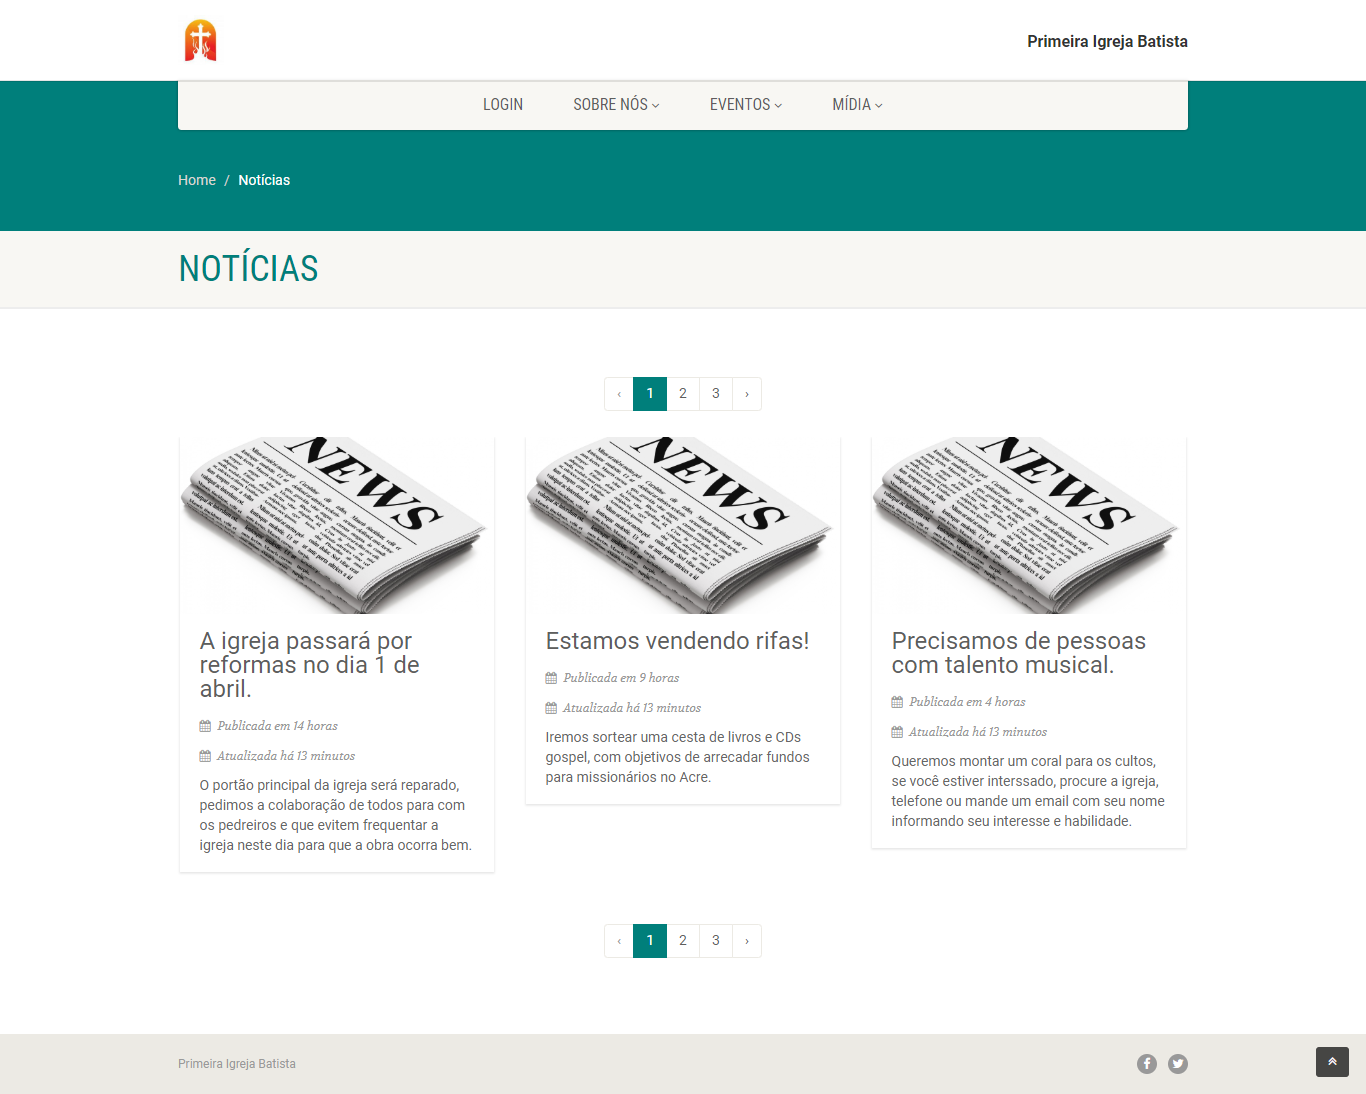 Primeira Igreja Batista
LOGIN SOBRE NÓS EVENTOS MÍDIA
Home / Notícias
NOTÍCIAS
‹ 1 2 3 ›
NEWS
NEWS
NEWS
A igreja passará por
reformas no dia 1 de
abril.
Publicada em 14 horas
Atualizada há 13 minutos
O portão principal da igreja será reparado,
pedimos a colaboração de todos para com
os pedreiros e que evitem frequentar a
igreja neste dia para que a obra ocorra bem.
Estamos vendendo rifas!
Publicada em 9 horas
Atualizada há 13 minutos
Iremos sortear uma cesta de livros e CDs
gospel, com objetivos de arrecadar fundos
para missionários no Acre.
Precisamos de pessoas
com talento musical.
Publicada em 4 horas
Atualizada há 13 minutos
Queremos montar um coral para os cultos,
se você estiver interssado, procure a igreja,
telefone ou mande um email com seu nome
informando seu interesse e habilidade.
‹ 1 2 3 ›
Primeira Igreja Batista